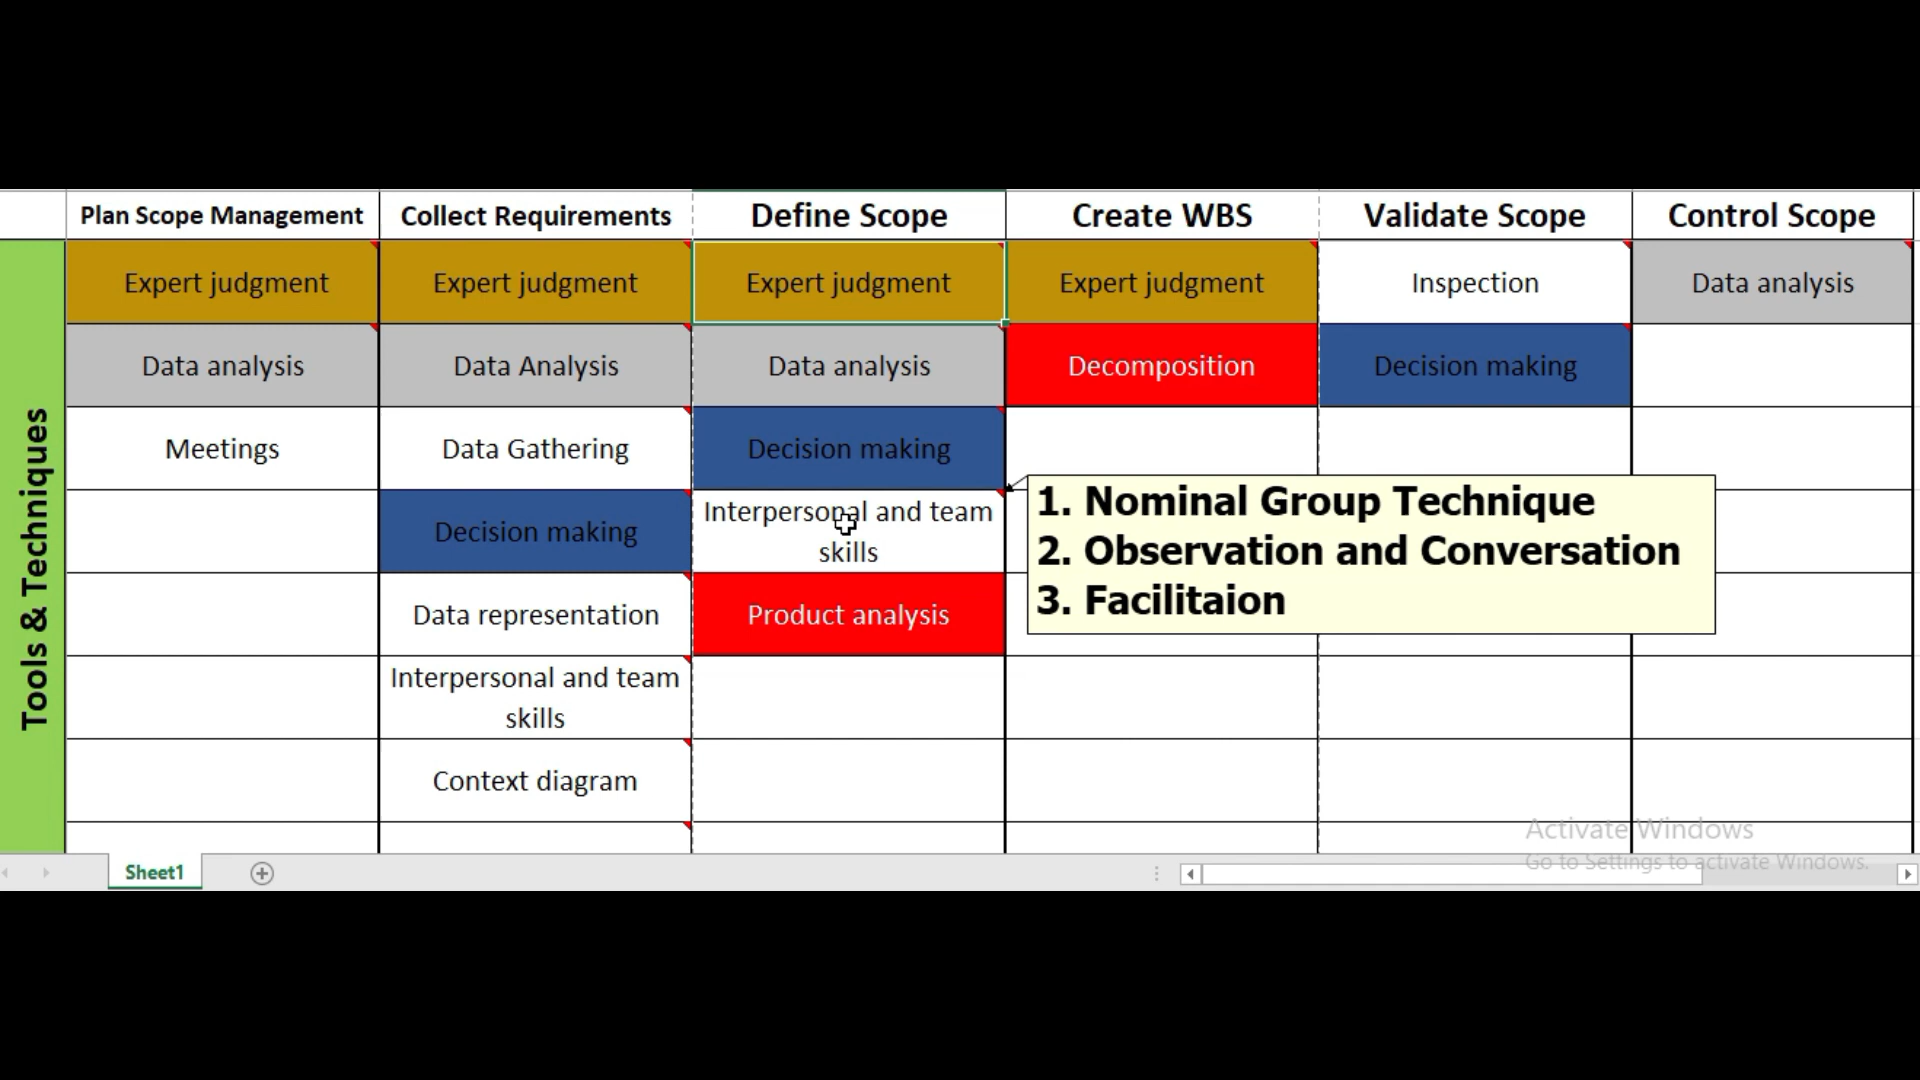 Plan Scope Management Collect Requirements Define Scope Create WBS Validate Scope Control Scope
Tools & Techniques
Expert judgment Expert judgment Expert judgment Expert judgment Inspection Data analysis
Data analysis Data Analysis Data analysis Decomposition Decision making
Meetings Data Gathering Decision making
Decision making Interpersonal and team
skills
Data representation Product analysis
Interpersonal and team
skills
Context diagram
1. Nominal Group Technique
2. Observation and Conversation
3. Facilitaion
Activate Windows
Go to Settings to activate Windows.
Sheet1